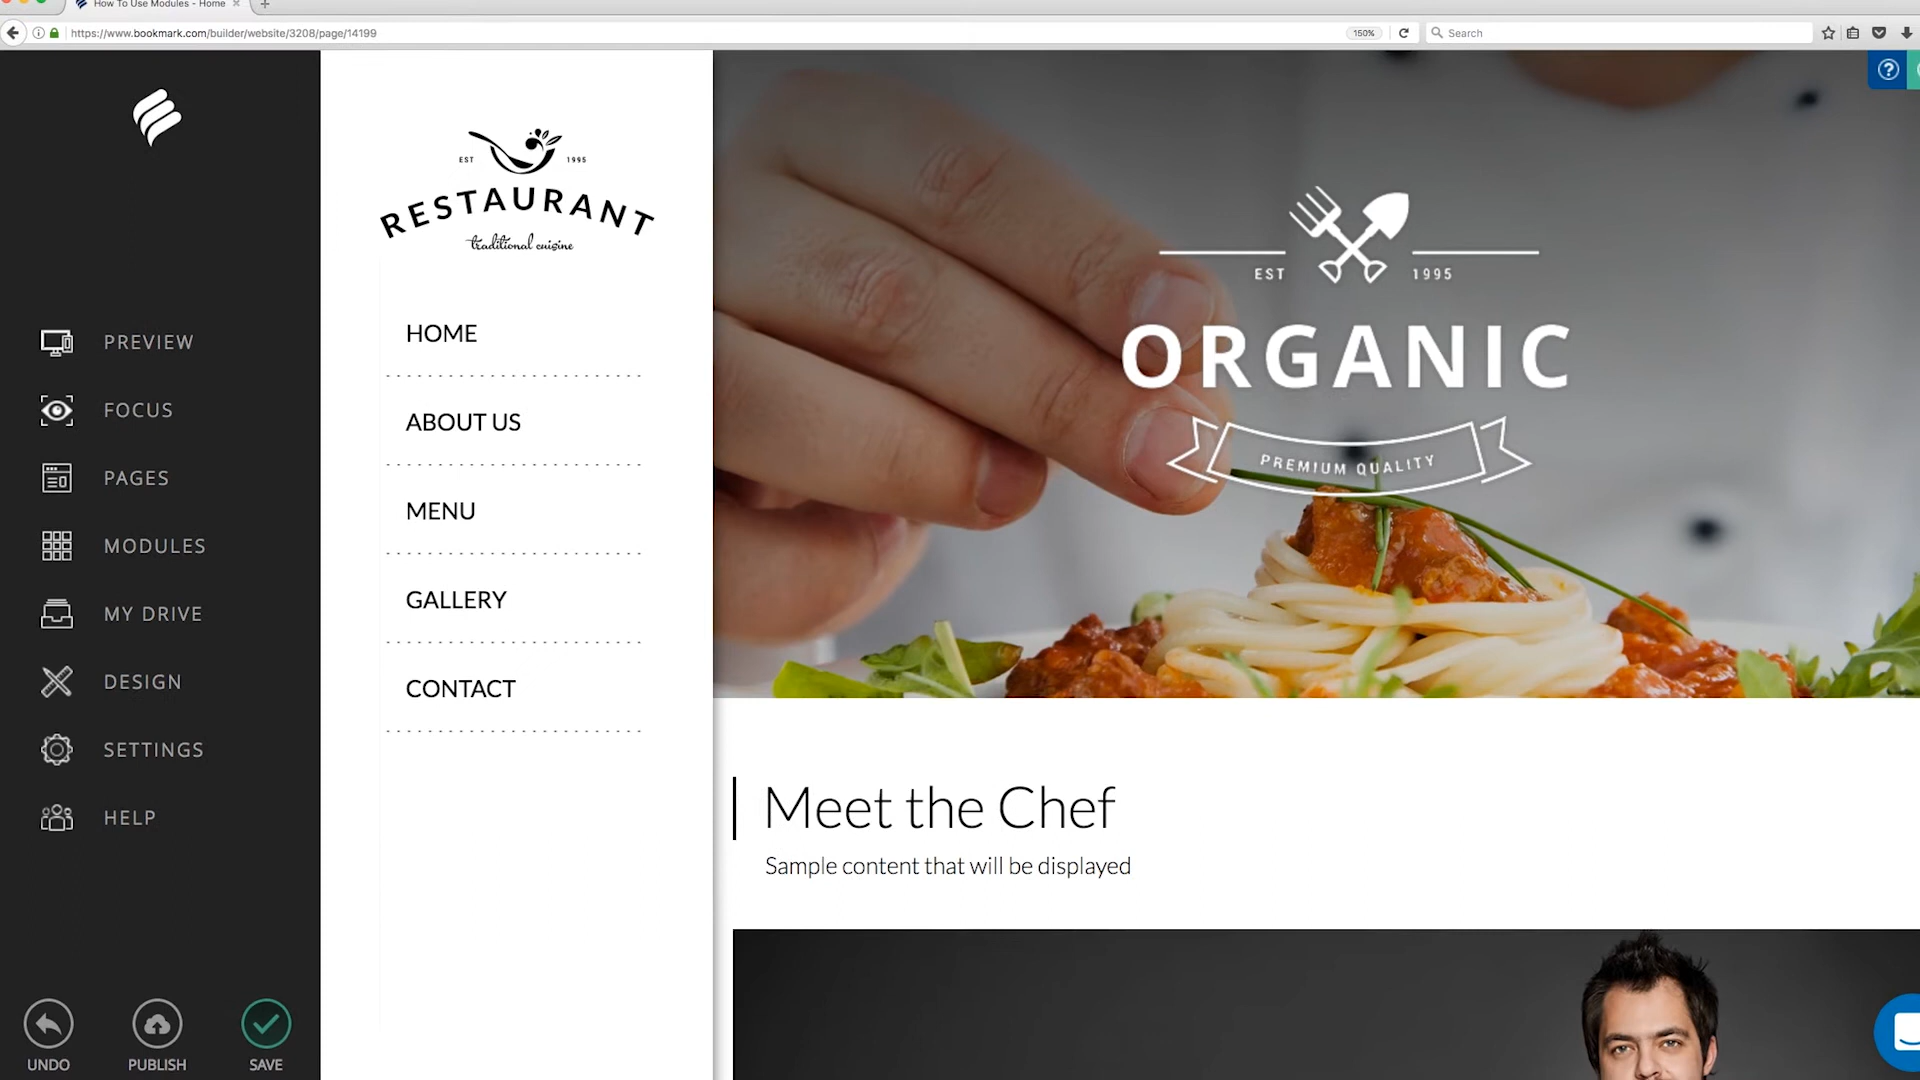 How To Use Modules - Home
https://www.bookmark.com/builder/website/3208/page/14199
150%
Search
PREVIEW
FOCUS
PAGES
MODULES
MY DRIVE
DESIGN
SETTINGS
HELP
UNDO
PUBLISH
SAVE
EST 1995
RESTAURANT
traditional cuisine
HOME
ABOUT US
MENU
GALLERY
CONTACT
EST 1995
ORGANIC
PREMIUM QUALITY
Meet the Chef
Sample content that will be displayed